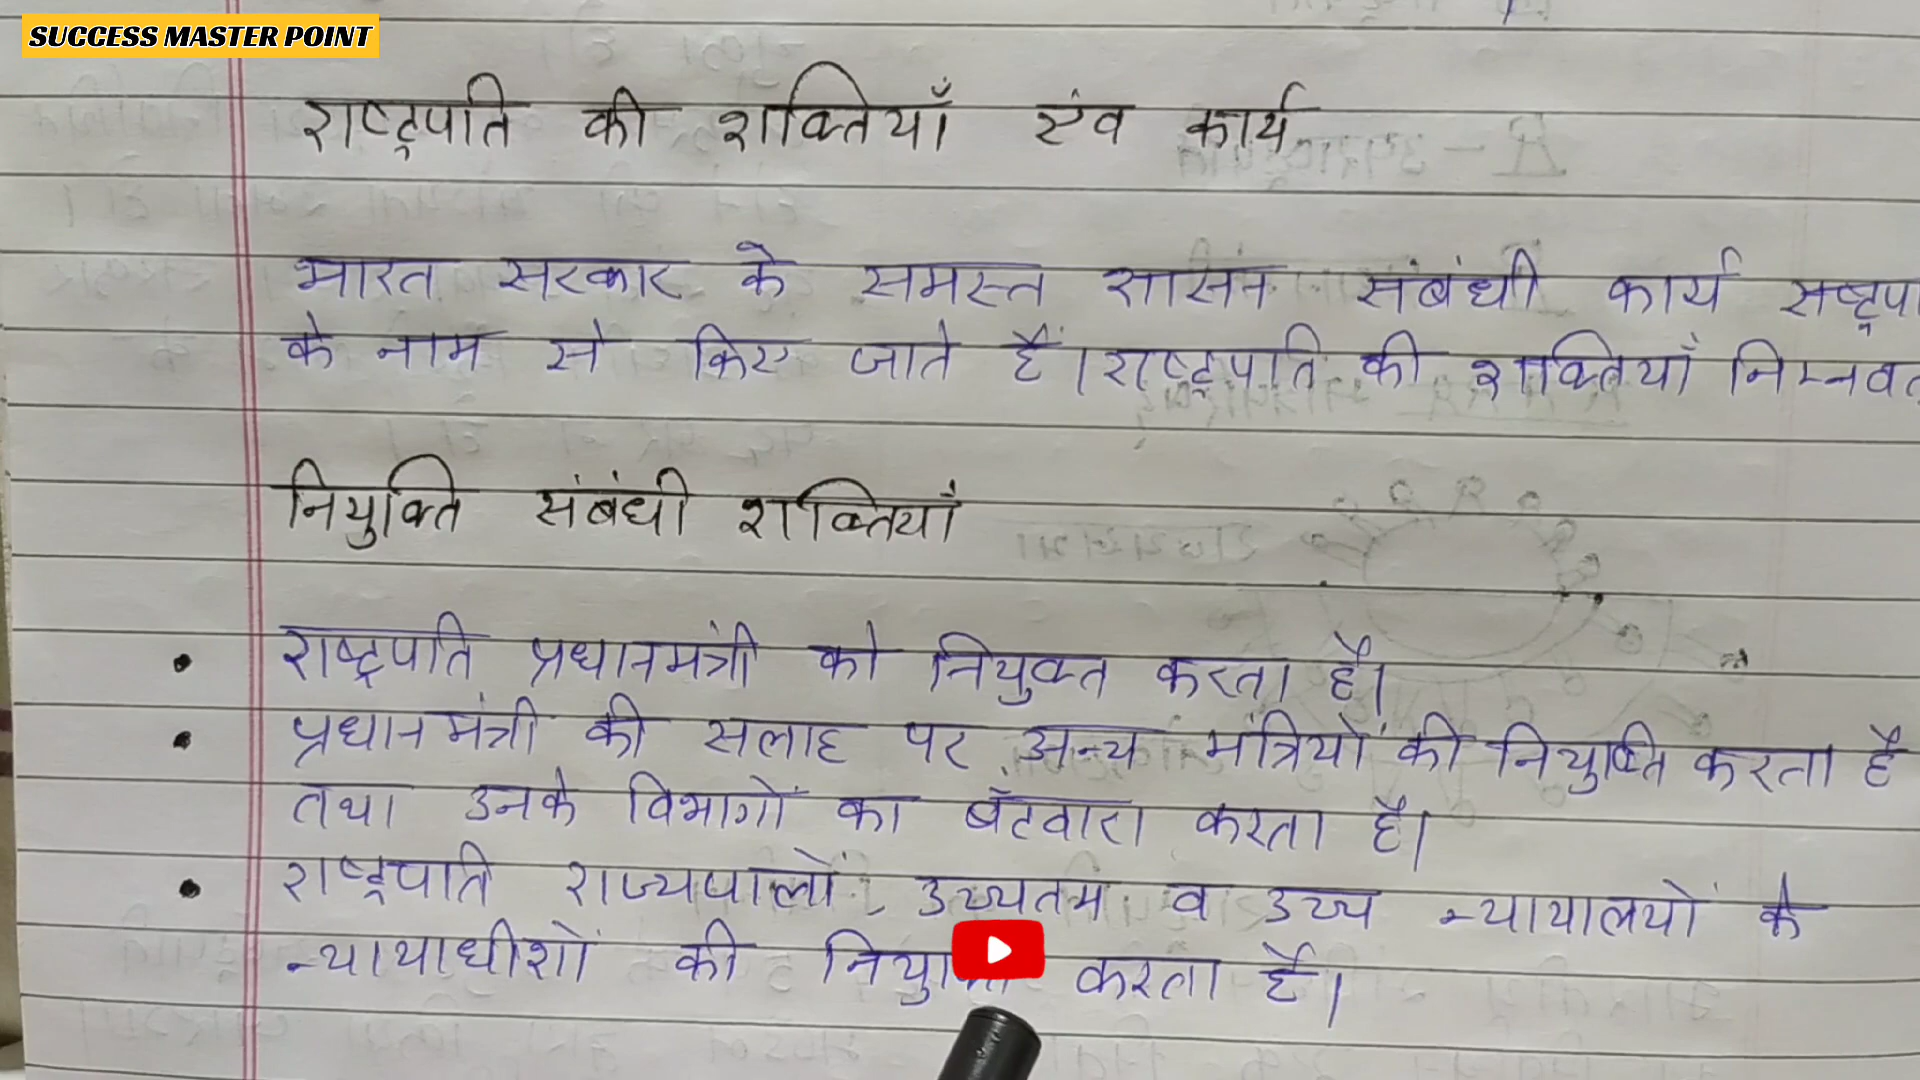 SUCCESS MASTER POINT
राष्ट्रपति की शक्तियाँ एंव कार्य
भारत सरकार के समस्त शासन संबंधी कार्य राष्ट्रप
के नाम से किए जाते हैं। राष्ट्रपति की शक्तियाँ निम्नवत
नियुक्ति संबंधी शक्तियाँ
• राष्ट्रपति प्रधानमंत्री को नियुक्त करता है।
• प्रधानमंत्री की सलाह पर अन्य मंत्रियों की नियुक्ति करता है
तथा उनके विभागों का बँटवारा करता है।
• राष्ट्रपति राज्यपालों, उच्चतम व उच्च न्यायालयों के
न्यायाधीशों की करता है।